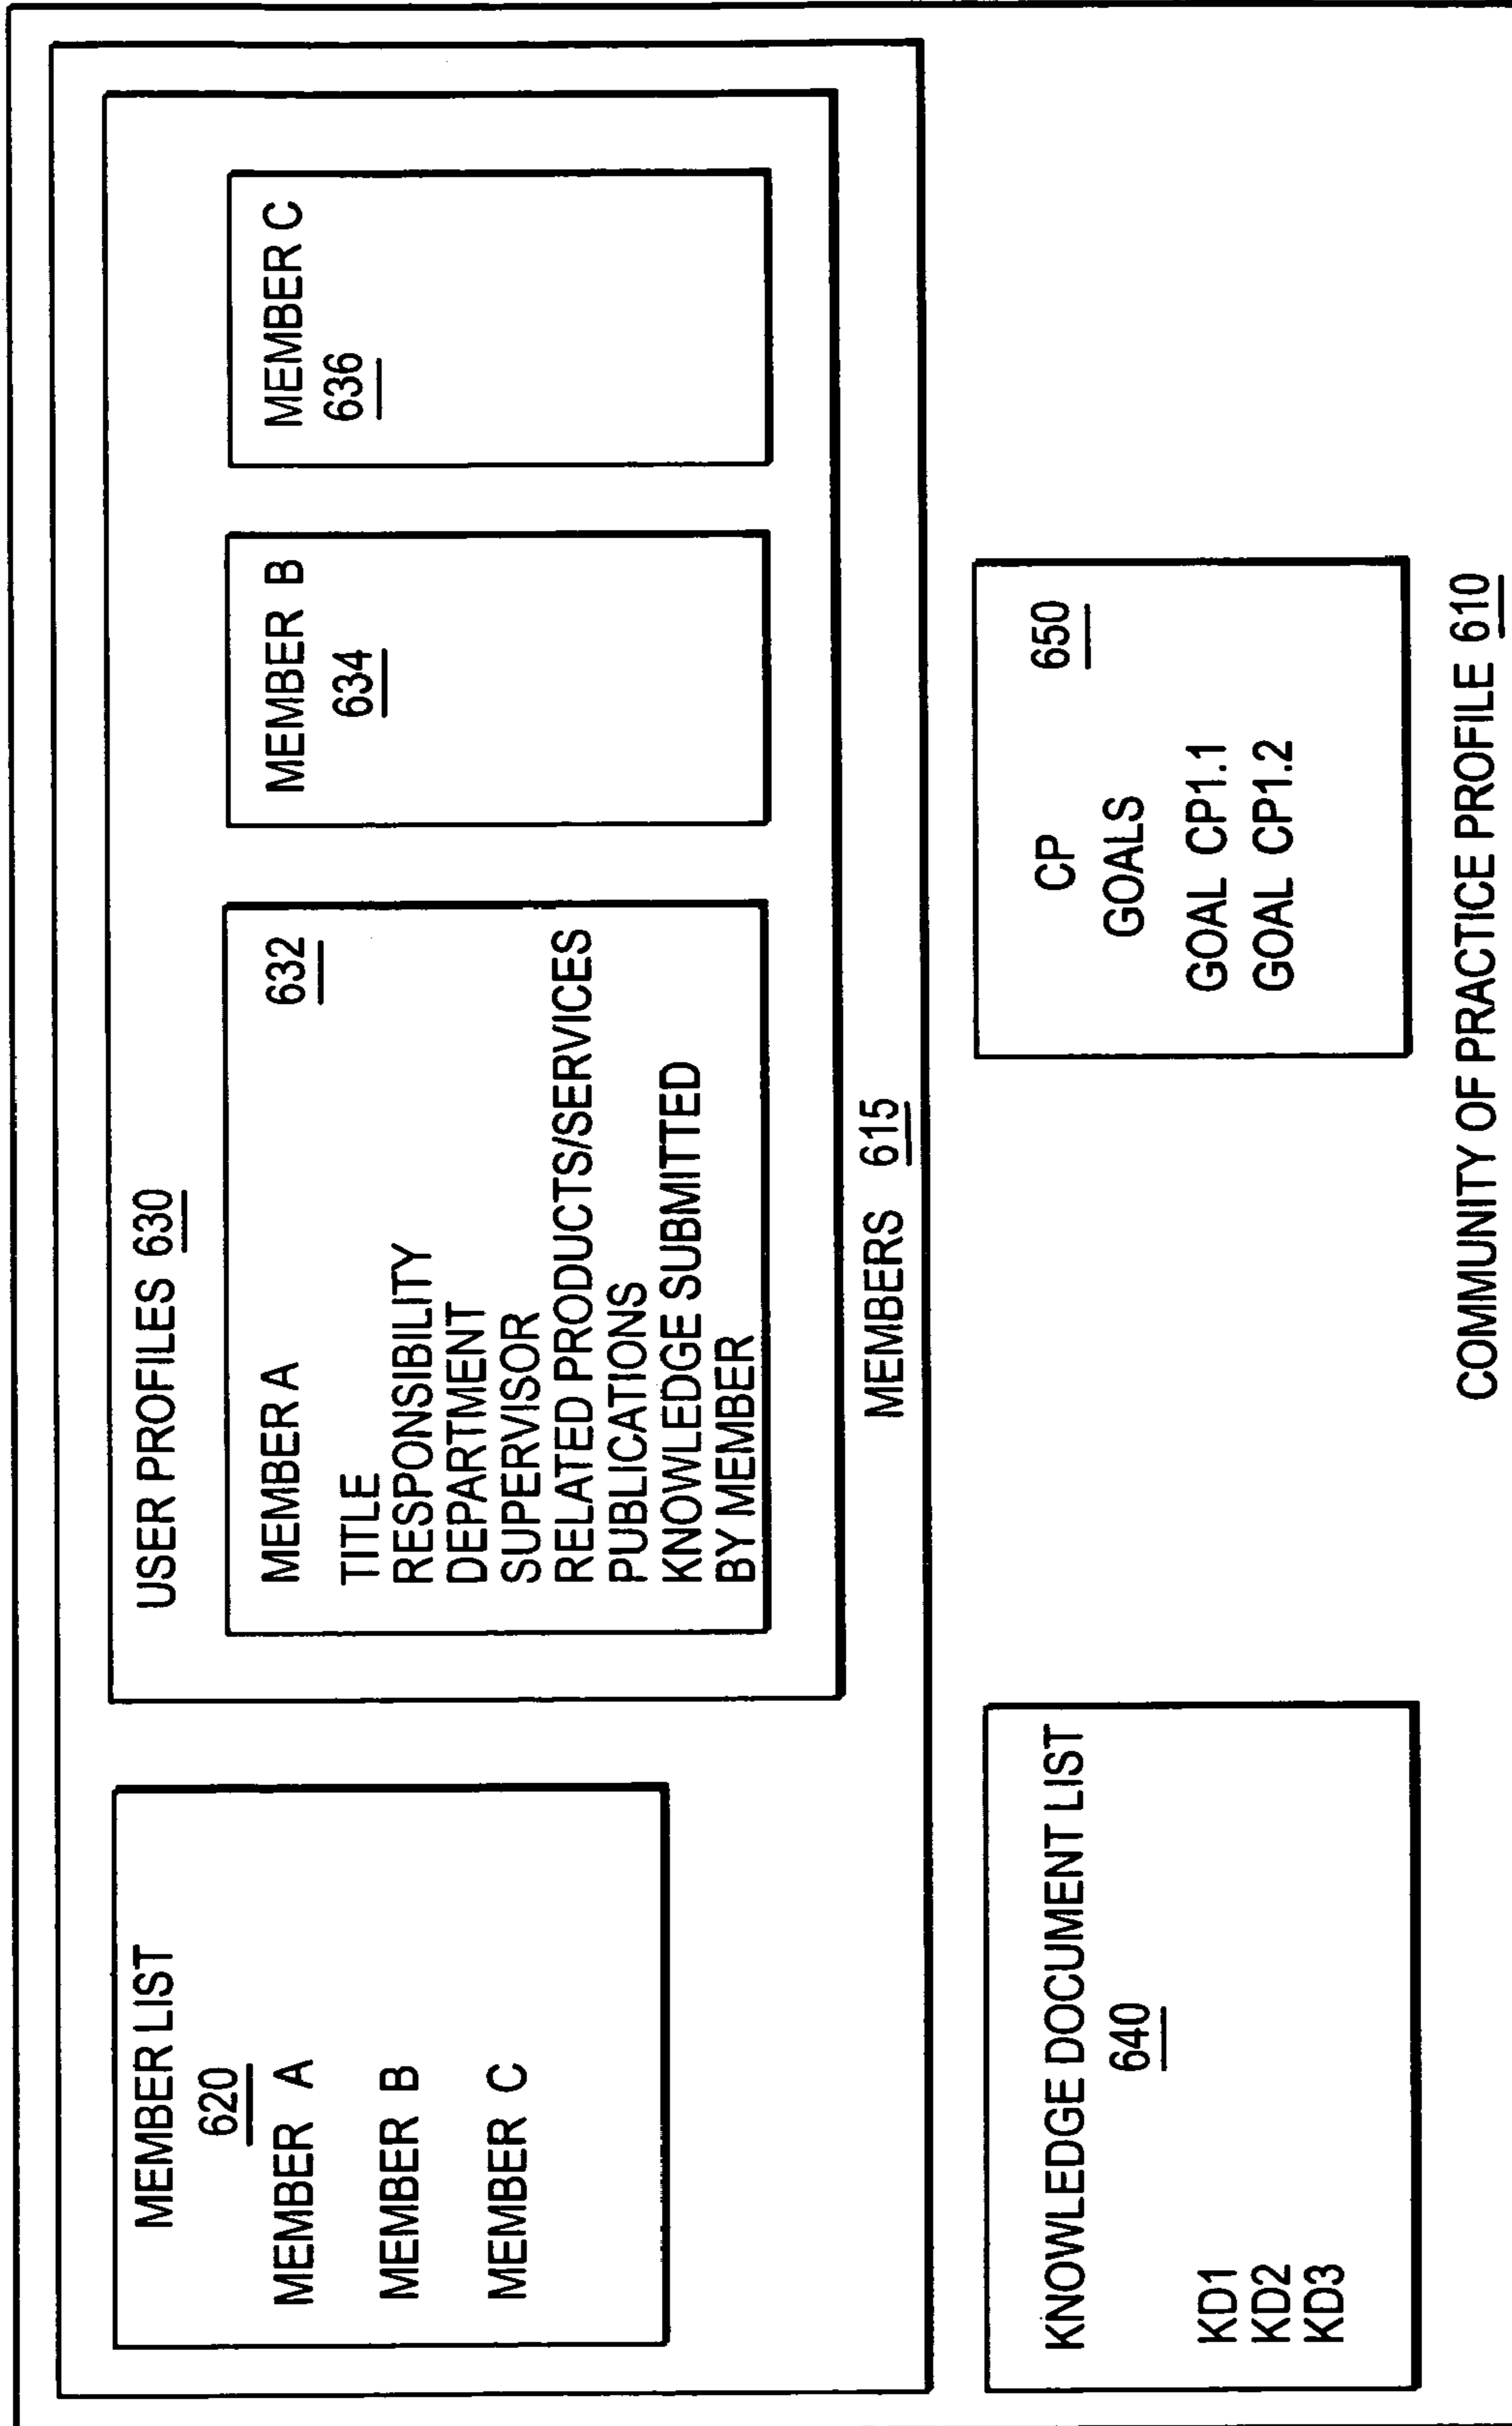 MEMBER LIST
620
MEMBER A
MEMBER B
MEMBER C
USER PROFILES 630
MEMBER A 632
TITLE
RESPONSIBILITY
DEPARTMENT
SUPERVISOR
RELATED PRODUCTS/SERVICES
PUBLICATIONS
KNOWLEDGE SUBMITTED
BY MEMBER
MEMBER B
634
MEMBER C
636
MEMBERS 615
KNOWLEDGE DOCUMENT LIST
640
KD1
KD2
KD3
CP 650
GOALS
GOAL CP1.1
GOAL CP1.2
COMMUNITY OF PRACTICE PROFILE 610